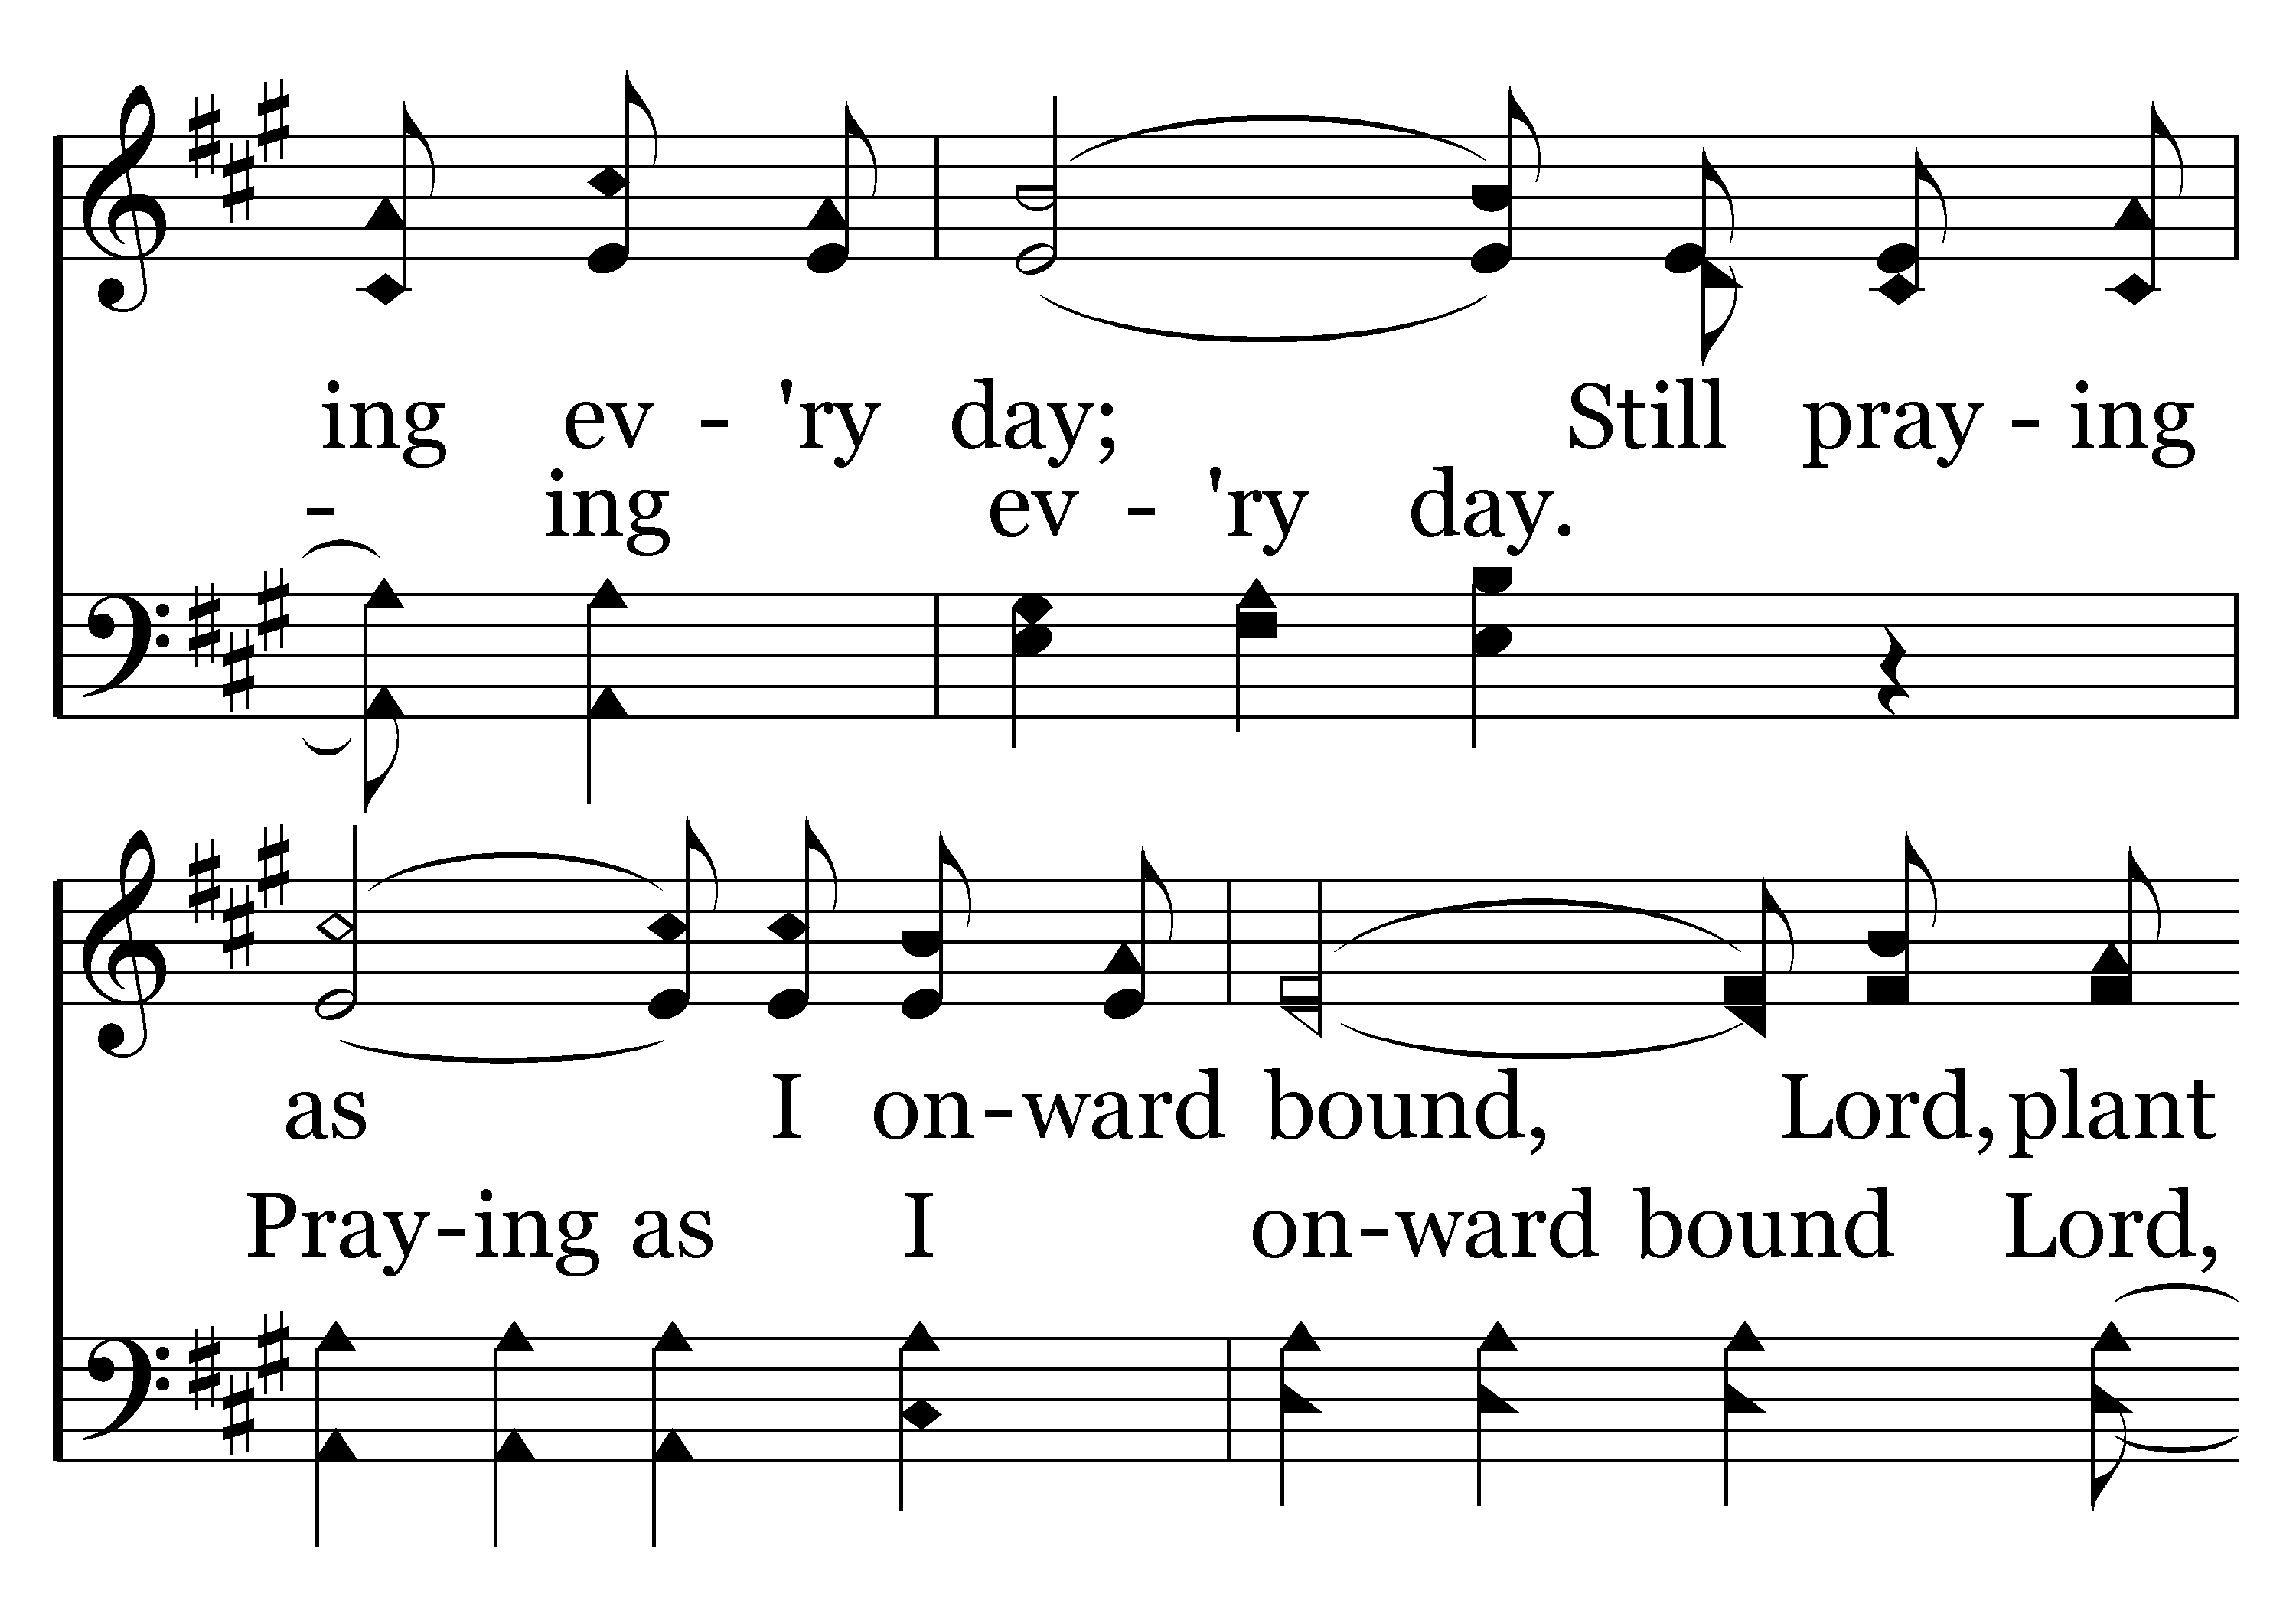 ing ev - 'ry day; Still pray - ing
- ing ev - 'ry day.
as I on-ward bound, Lord, plant
Pray-ing as I on-ward bound Lord,